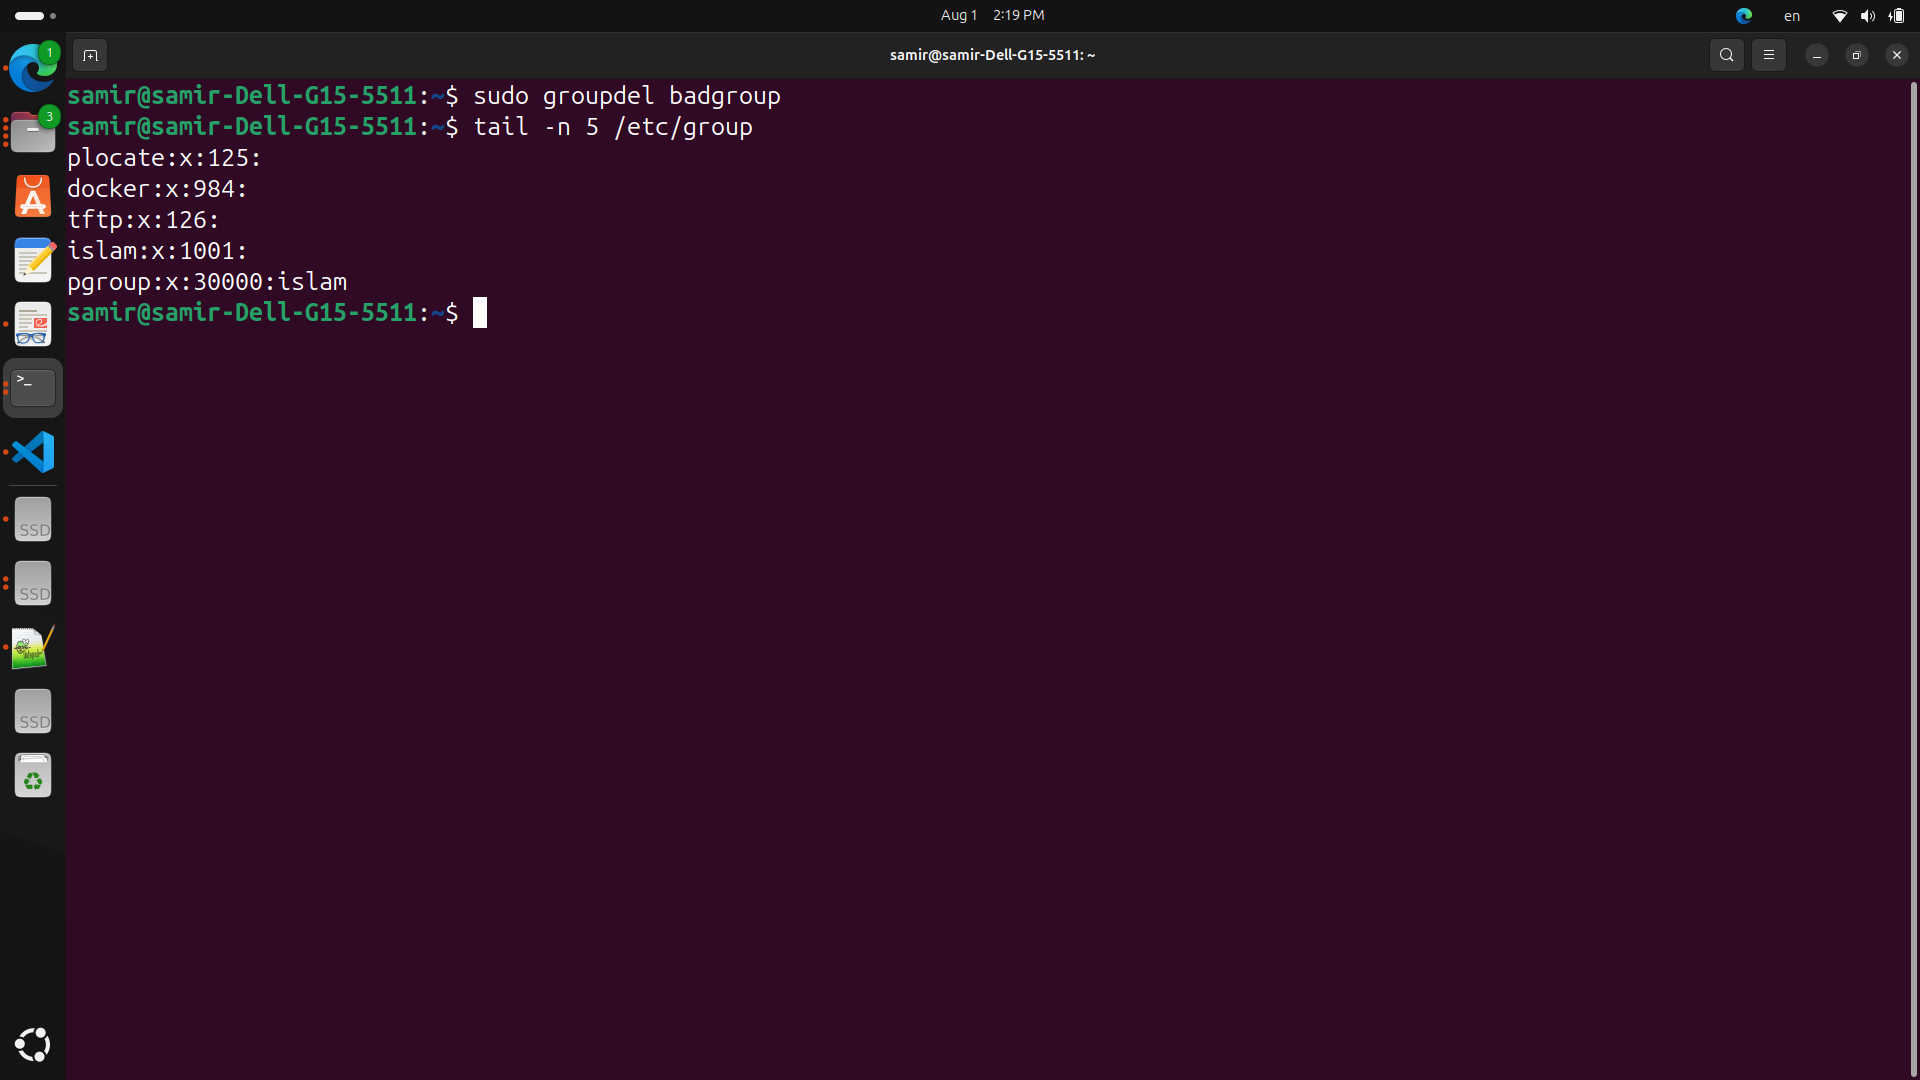 Aug 1 2:19 PM
en
samir@samir-Dell-G15-5511: ~
1
3
samir@samir-Dell-G15-5511:~$ sudo groupdel badgroup
samir@samir-Dell-G15-5511:~$ tail -n 5 /etc/group
plocate:x:125:
docker:x:984:
tftp:x:126:
islam:x:1001:
pgroup:x:30000:islam
samir@samir-Dell-G15-5511:~$
>_
SSD
SSD
SSD